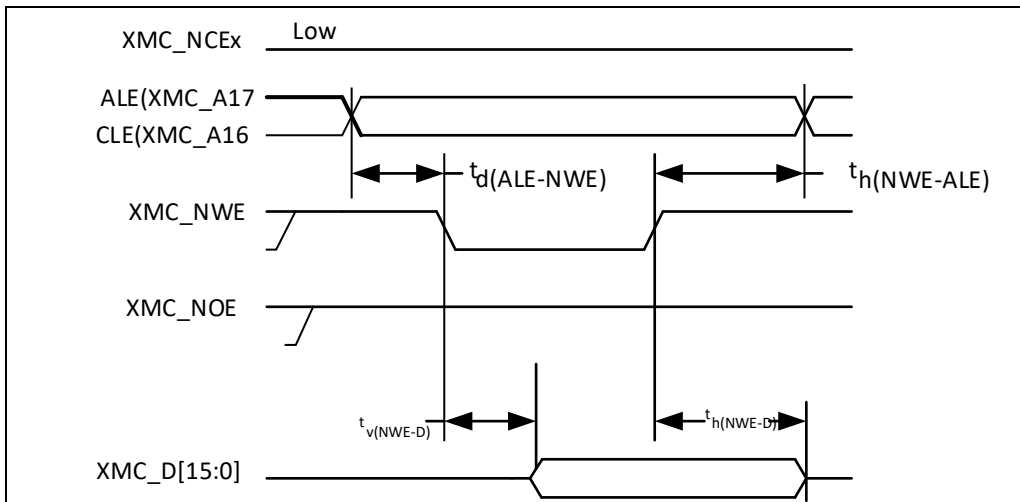 XMC_NCEx
Low
ALE(XMC_A17
CLE(XMC_A16
td(ALE-NWE)
th(NWE-ALE)
XMC_NWE
XMC_NOE
tv(NWE-D)
th(NWE-D)
XMC_D[15:0]